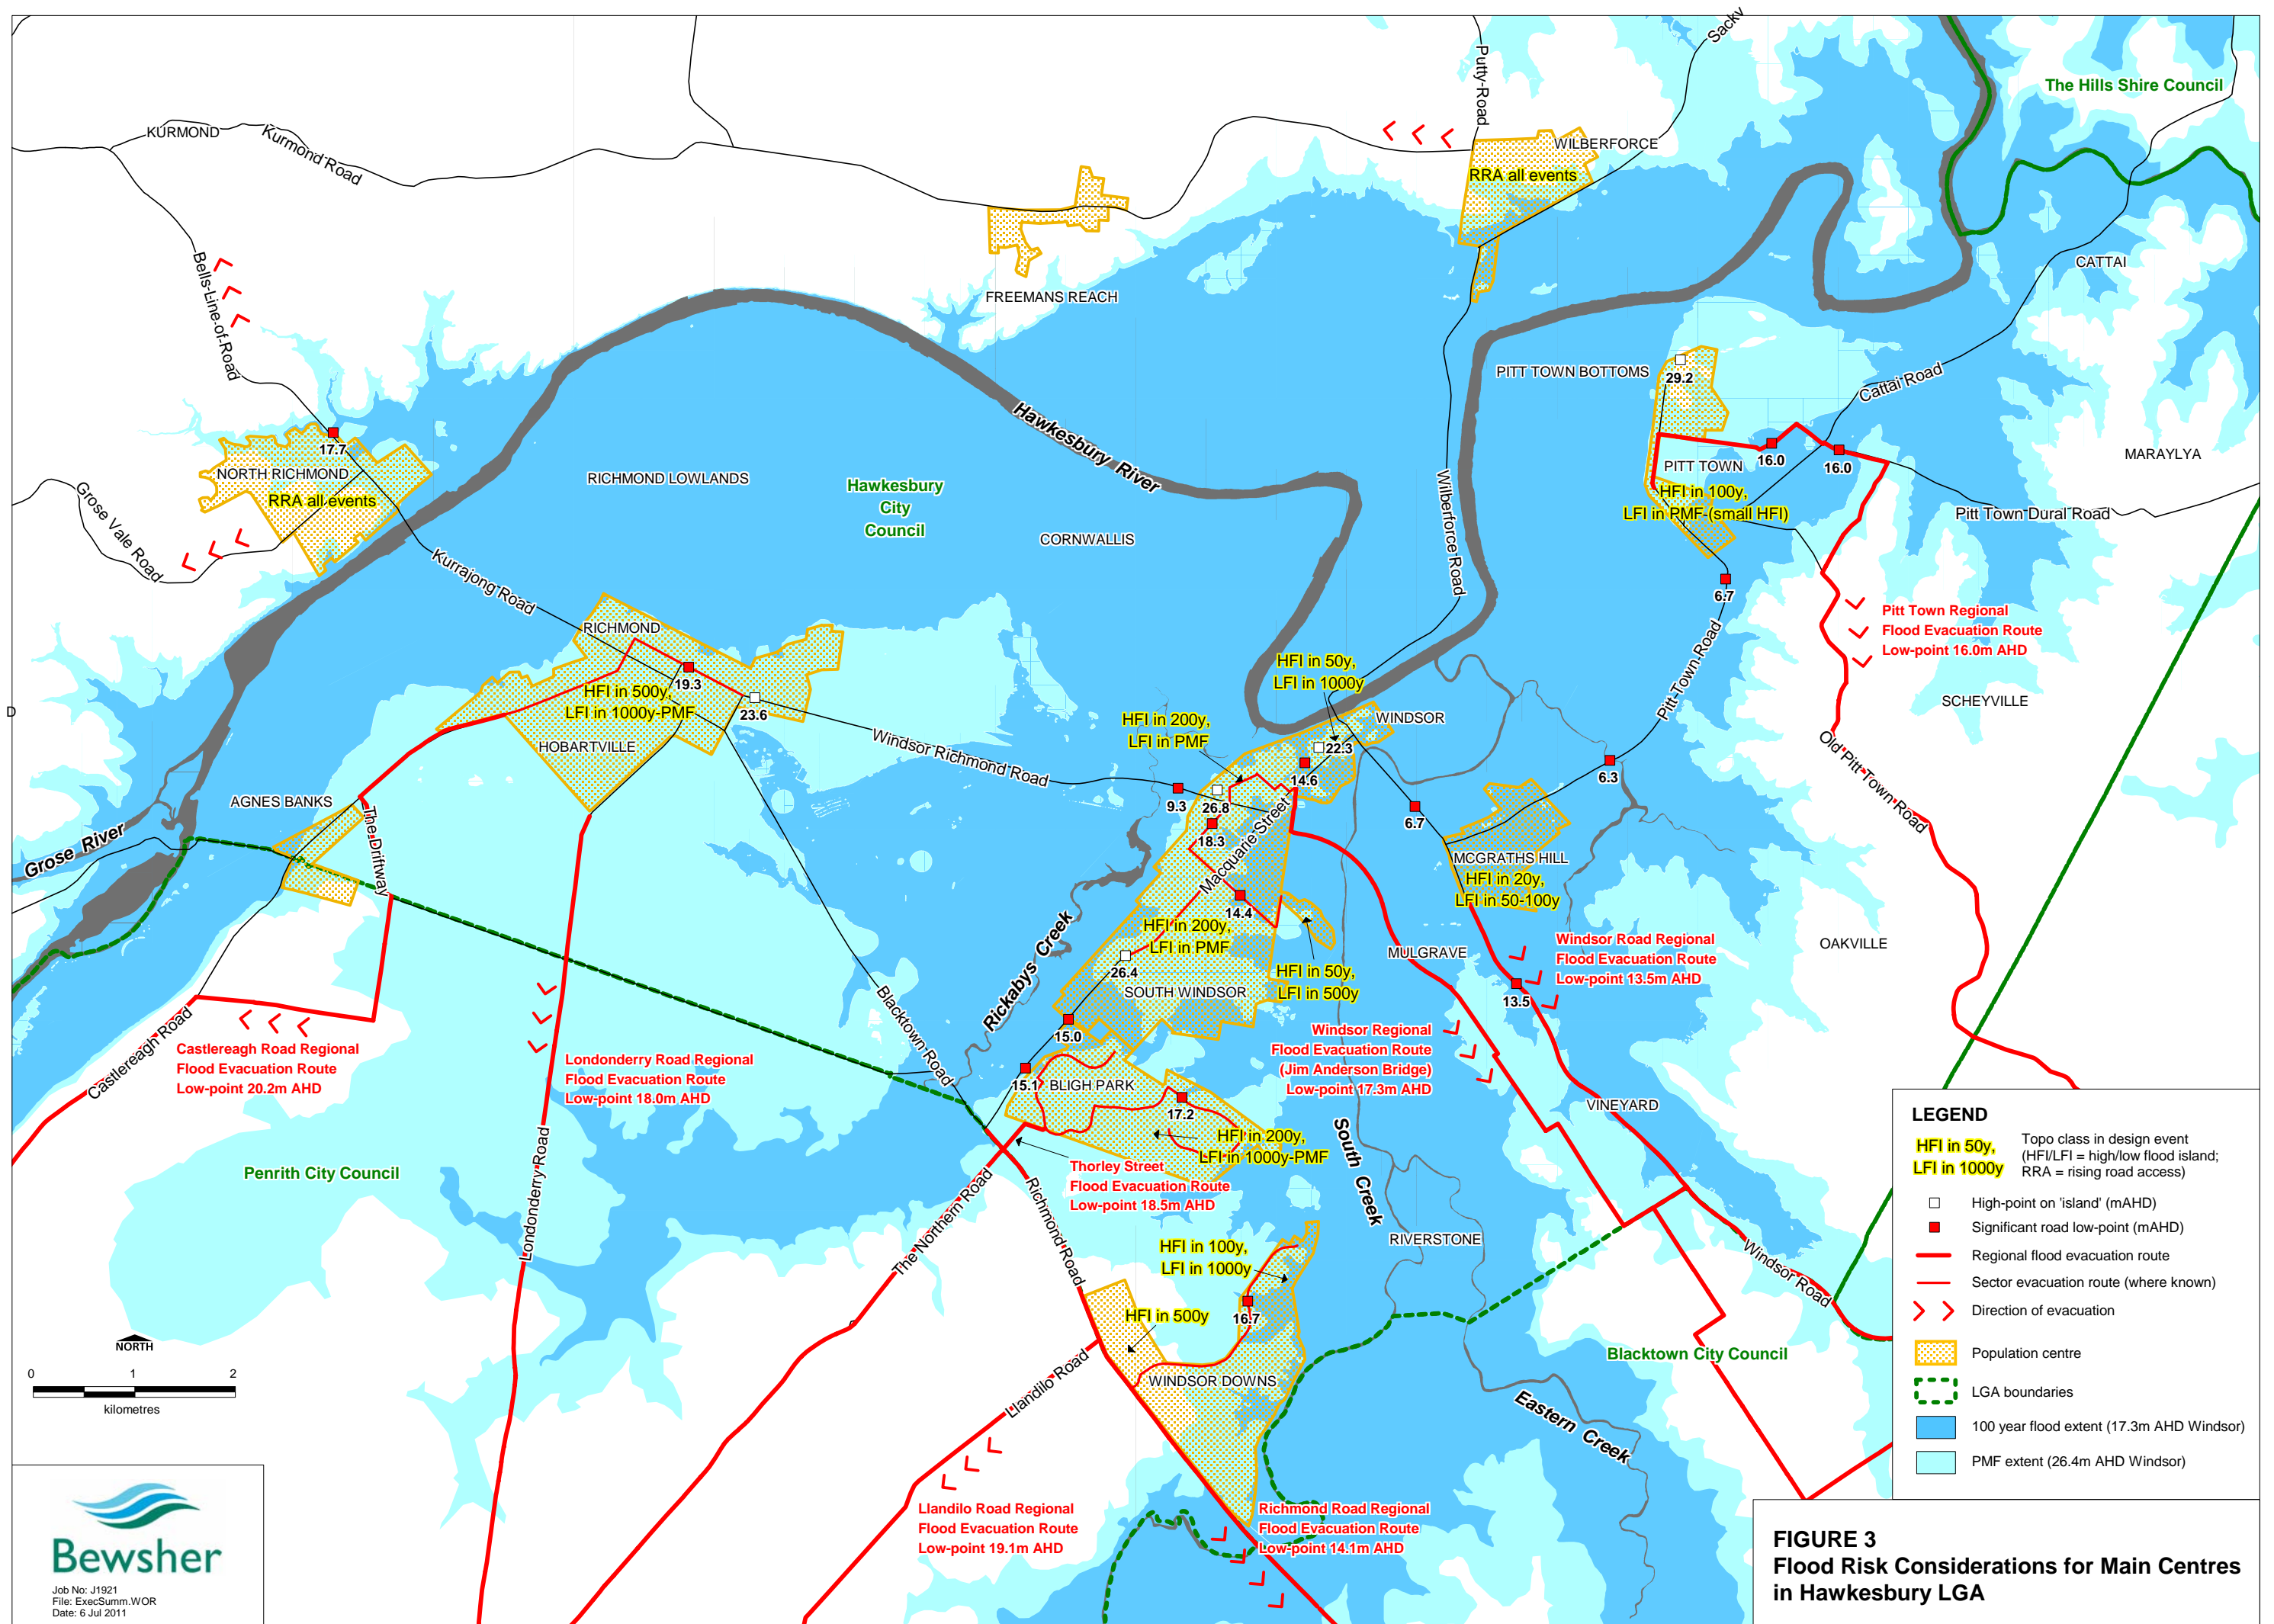 Sackv
The Hills Shire Council
Putty Road
KURMOND
Kurmond Road
WILBERFORCE
RRA all events
CATTAI
Bells Line of Road
FREEMANS REACH
PITT TOWN BOTTOMS
29.2
Cattai Road
Hawkesbury River
17.7
NORTH RICHMOND
RRA all events
RICHMOND LOWLANDS
Hawkesbury
City
Council
CORNWALLIS
Wilberforce Road
PITT TOWN
16.0
16.0
MARAYLYA
HFI in 100y,
LFI in PMF (small HFI)
Pitt Town Dural Road
Grose Vale Road
Kurrajong Road
6.7
Pitt Town Regional
Flood Evacuation Route
Low-point 16.0m AHD
RICHMOND
19.3
HFI in 500y,
LFI in 1000y-PMF
23.6
HOBARTVILLE
Windsor Richmond Road
HFI in 50y,
LFI in 1000y
HFI in 200y,
LFI in PMF
WINDSOR
22.3
14.6
Pitt Town Road
SCHEYVILLE
D
Old Pitt Town Road
6.3
9.3
26.8
18.3
Macquarie Street
6.7
AGNES BANKS
The Driftway
Grose River
MCGRATHS HILL
HFI in 20y,
LFI in 50-100y
14.4
HFI in 200y,
LFI in PMF
Rickabys Creek
26.4
SOUTH WINDSOR
HFI in 50y,
LFI in 500y
MULGRAVE
Windsor Road Regional
Flood Evacuation Route
Low-point 13.5m AHD
OAKVILLE
13.5
Blacktown Road
Castlereagh Road
Castlereagh Road Regional
Flood Evacuation Route
Low-point 20.2m AHD
Londonderry Road Regional
Flood Evacuation Route
Low-point 18.0m AHD
15.0
15.1
BLIGH PARK
17.2
Windsor Regional
Flood Evacuation Route
(Jim Anderson Bridge)
Low-point 17.3m AHD
VINEYARD
HFI in 200y,
LFI in 1000y-PMF
Thorley Street
Flood Evacuation Route
Low-point 18.5m AHD
South Creek
Penrith City Council
Londonderry Road
The Northern Road
Richmond Road
RIVERSTONE
HFI in 100y,
LFI in 1000y
16.7
HFI in 500y
WINDSOR DOWNS
Llandilo Road
Windsor Road
Blacktown City Council
Eastern Creek
Llandilo Road Regional
Flood Evacuation Route
Low-point 19.1m AHD
Richmond Road Regional
Flood Evacuation Route
Low-point 14.1m AHD
NORTH
0 1 2
kilometres
LEGEND
HFI in 50y,
LFI in 1000y
Topo class in design event
(HFI/LFI = high/low flood island;
RRA = rising road access)
High-point on 'island' (mAHD)
Significant road low-point (mAHD)
Regional flood evacuation route
Sector evacuation route (where known)
Direction of evacuation
Population centre
LGA boundaries
100 year flood extent (17.3m AHD Windsor)
PMF extent (26.4m AHD Windsor)
Bewsher
Job No: J1921
File: ExecSumm.WOR
Date: 6 Jul 2011
FIGURE 3
Flood Risk Considerations for Main Centres
in Hawkesbury LGA